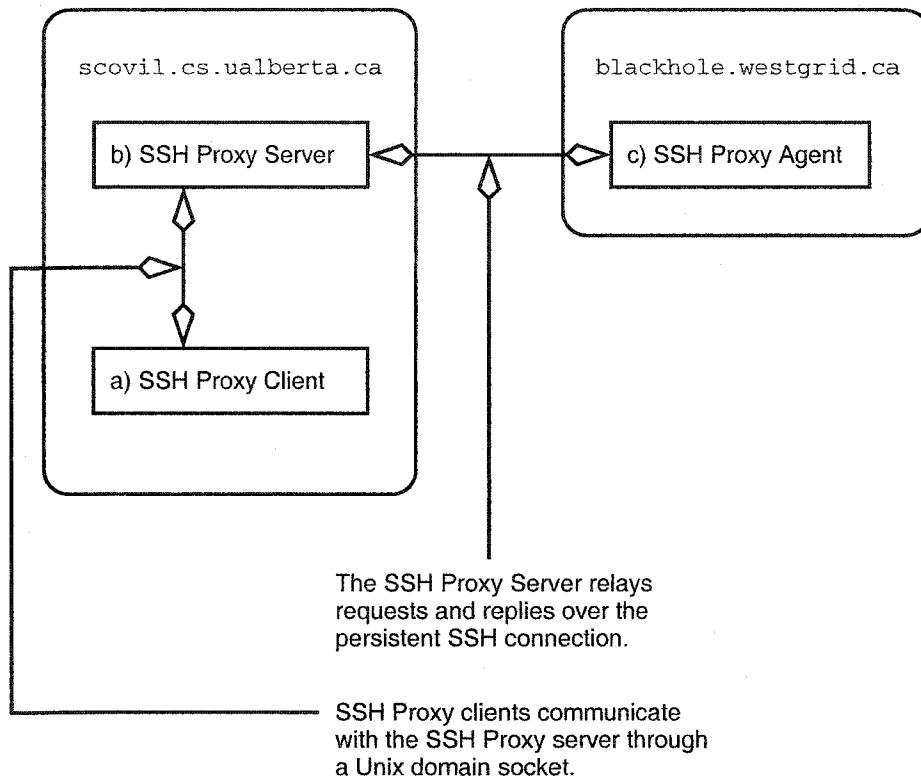 scovil.cs.ualberta.ca
blackhole.westgrid.ca
b) SSH Proxy Server
c) SSH Proxy Agent
a) SSH Proxy Client
The SSH Proxy Server relays
requests and replies over the
persistent SSH connection.
SSH Proxy clients communicate
with the SSH Proxy server through
a Unix domain socket.